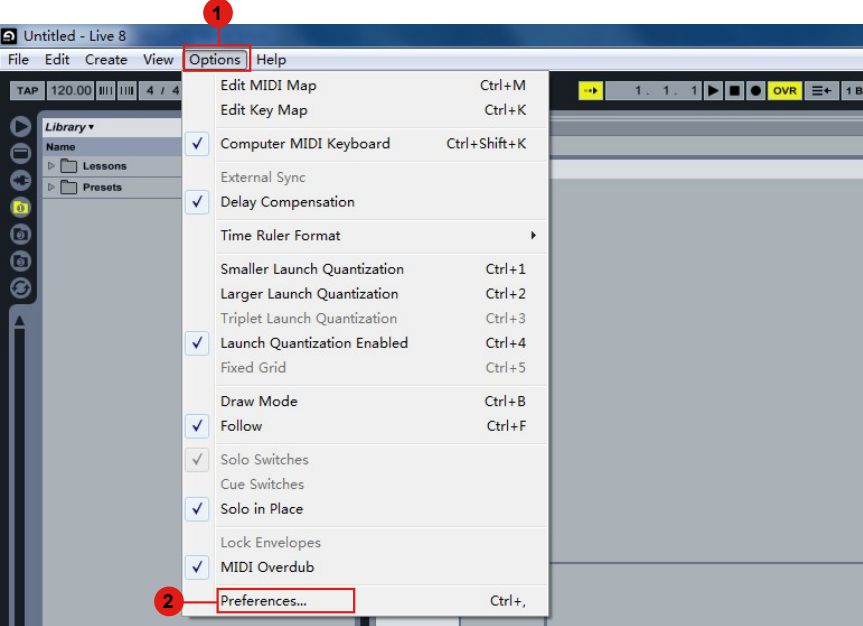 1
Untitled - Live 8
File Edit Create View Options Help
TAP 120.00 4 / 4 1. 1. 1 OVR 1 B
Library
Name
Lessons
Presets
Edit MIDI Map Ctrl+M
Edit Key Map Ctrl+K
Computer MIDI Keyboard Ctrl+Shift+K
External Sync
Delay Compensation
Time Ruler Format
Smaller Launch Quantization Ctrl+1
Larger Launch Quantization Ctrl+2
Triplet Launch Quantization Ctrl+3
Launch Quantization Enabled Ctrl+4
Fixed Grid Ctrl+5
Draw Mode Ctrl+B
Follow Ctrl+F
Solo Switches
Cue Switches
Solo in Place
Lock Envelopes
MIDI Overdub
2 Preferences... Ctrl+,